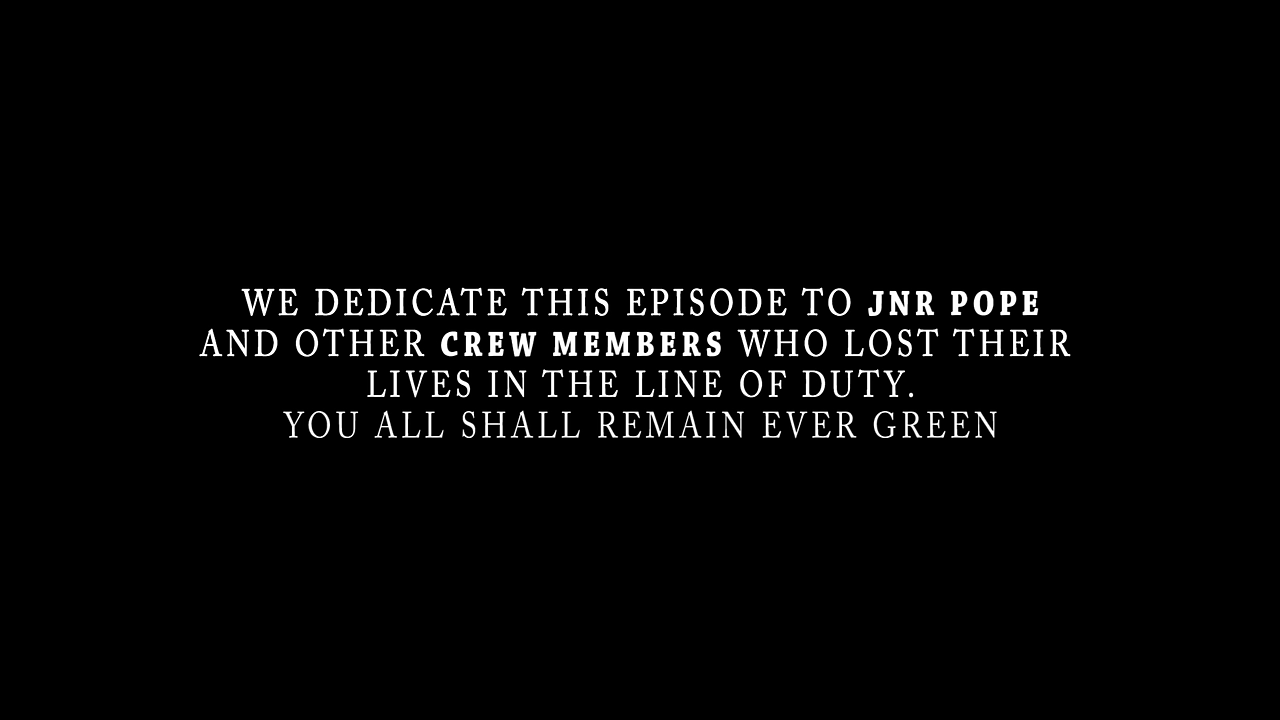 WE DEDICATE THIS EPISODE TO JNR POPE
AND OTHER CREW MEMBERS WHO LOST THEIR
LIVES IN THE LINE OF DUTY.
YOU ALL SHALL REMAIN EVER GREEN